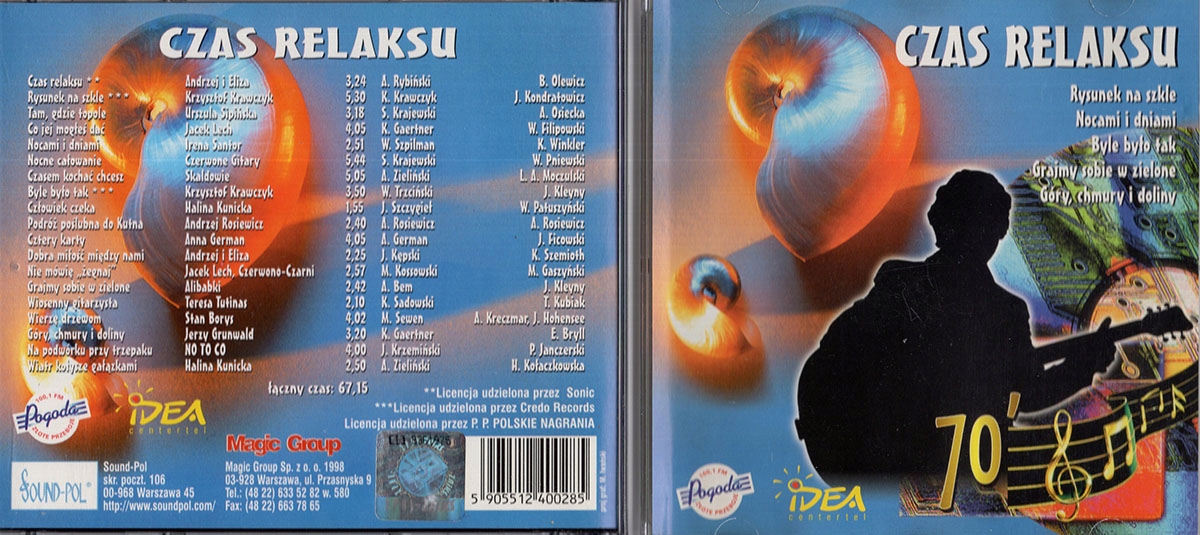 CZAS RELAKSU
Czas relaksu ** Andrzej i Eliza 3,24 A. Rybiński B. Olewicz
Rysunek na szkle *** Krzysztof Krawczyk 5,30 K. Krawczyk J. Kondratowicz
Tam, gdzie topole Urszula Sipińska 3,18 S. Krajewski A. Osiecka
Co jej mogłeś dać Jacek Lech 4,05 K. Gaertner W. Filipowski
Nocami i dniami Irena Santor 2,51 W. Szpilman K. Winkler
Nocne całowanie Czerwone Gitary 5,44 S. Krajewski W. Pniewski
Czasem kochać chcesz Skaldowie 5,05 A. Zieliński L. A. Moczulski
Byle było tak *** Krzysztof Krawczyk 3,50 W. Trzciński J. Kleyny
Człowiek czeka Halina Kunicka 1,55 J. Szczygieł W. Patuszyński
Podróż poślubna do Kutna Andrzej Rosiewicz 2,40 A. Rosiewicz A. Rosiewicz
Cztery karty Anna German 4,05 A. German J. Ficowski
Dobra miłość między nami Andrzej i Eliza 2,25 J. Kępski K. Szemioth
Nie mówię „żegnaj" Jacek Lech, Czerwono-Czarni 2,57 M. Kossowski M. Gaszyński
Grajmy sobie w zielone Alibabki 2,42 A. Bem J. Kleyny
Wiosenny gitarzysta Teresa Tutinas 2,10 K. Sadowski T. Kubiak
Wierzę drzewom Stan Borys 4,02 M. Sewen A. Kreczmar, J. Hohensee
Góry, chmury i doliny Jerzy Grunwald 3,20 K. Gaertner E. Bryll
Na podwórku przy trzepaku NO TO CO 4,00 J. Krzemiński P. Janczerski
Wiatr kołysze gałązkami Halina Kunicka 2,50 A. Zieliński H. Kołaczkowska
łączny czas: 67,15
**Licencja udzielona przez Sonic
***Licencja udzielona przez Credo Records
Licencja udzielona przez P. P. POLSKIE NAGRANIA
100,1 FM
Pogoda
ZŁOTE PRZEBOJE
iDEA
centertel
Magic Group
SOUND-POL
Sound-Pol
skr. poczt. 106
00-968 Warszawa 45
http://www.soundpol.com/
Magic Group Sp. z o. o. 1998
03-928 Warszawa, ul. Przasnyska 9
Tel.: (48 22) 633 52 82 w. 580
Fax: (48 22) 663 78 65
5 905512 400285
CZAS RELAKSU
Rysunek na szkle
Nocami i dniami
Byle było tak
Grajmy sobie w zielone
Góry, chmury i doliny
70'
100,1 FM
Pogoda
ZŁOTE PRZEBOJE
iDEA
centertel